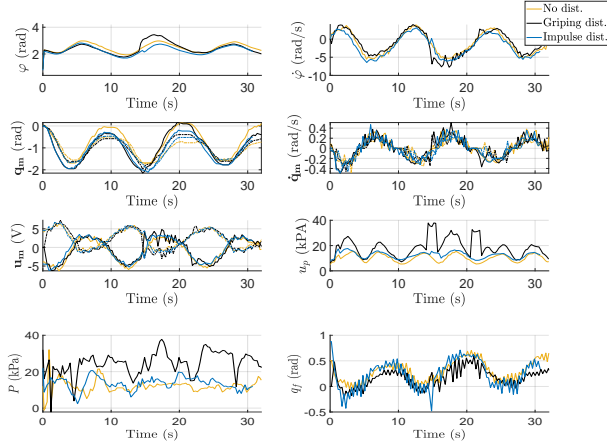 No dist.
Griping dist.
Impulse dist.
4
2
φ (rad)
0 10 20 30
Time (s)
0
-5
-10
φ̇ (rad/s)
0 10 20 30
Time (s)
0
-1
-2
q_m (rad)
0 10 20 30
Time (s)
0.4
0.2
0
-0.2
-0.4
q̇_m (rad/s)
0 10 20 30
Time (s)
5
0
-5
u_m (V)
0 10 20 30
Time (s)
40
20
0
u_p (kPA)
0 10 20 30
Time (s)
40
20
0
P (kPa)
0 10 20 30
Time (s)
1
0.5
0
-0.5
q_f (rad)
0 10 20 30
Time (s)